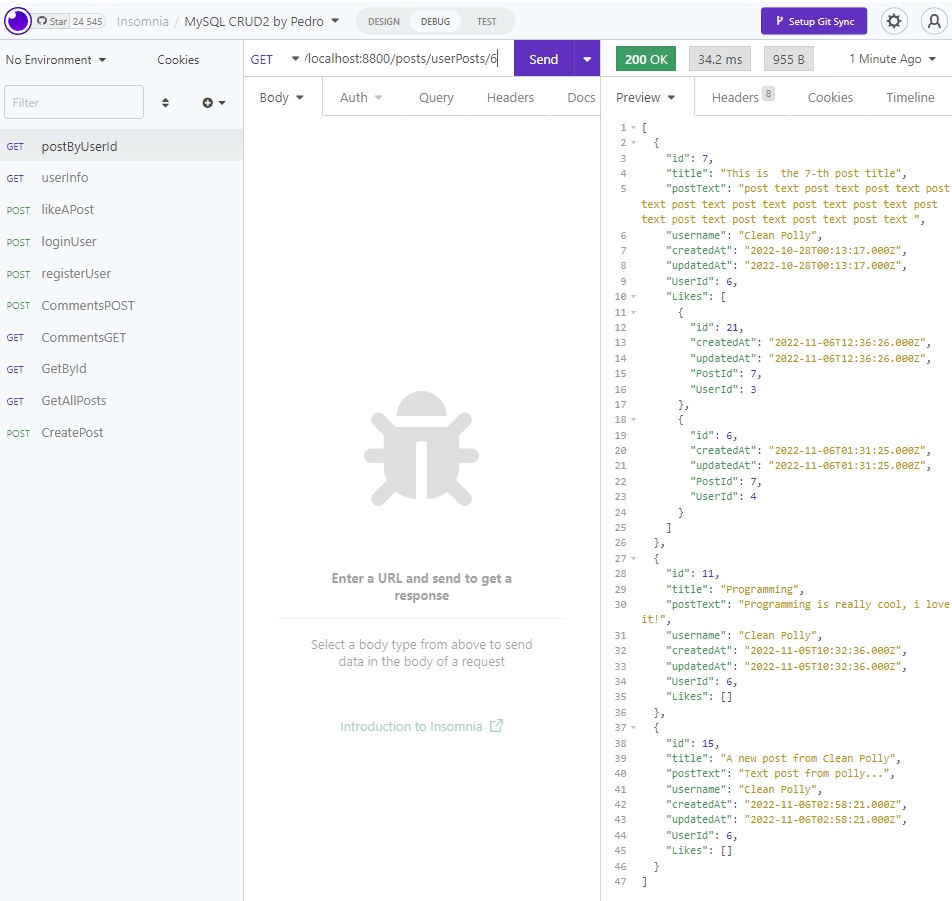 Star 24 545 Insomnia / MySQL CRUD2 by Pedro DESIGN DEBUG TEST Setup Git Sync
No Environment Cookies
Filter
GET postByUserId
GET userInfo
POST likeAPost
POST loginUser
POST registerUser
POST CommentsPOST
GET CommentsGET
GET GetById
GET GetAllPosts
POST CreatePost
GET /localhost:8800/posts/userPosts/6 Send
Body Auth Query Headers Docs
Enter a URL and send to get a
response
Select a body type from above to send
data in the body of a request
Introduction to Insomnia
200 OK 34.2 ms 955 B 1 Minute Ago
Preview Headers 8 Cookies Timeline
1 [
2 {
3 "id": 7,
4 "title": "This is  the 7-th post title",
5 "postText": "post text post text post text post
text post text post text post text post text post
text post text post text post text post text ",
6 "username": "Clean Polly",
7 "createdAt": "2022-10-28T00:13:17.000Z",
8 "updatedAt": "2022-10-28T00:13:17.000Z",
9 "UserId": 6,
10 "Likes": [
11 {
12 "id": 21,
13 "createdAt": "2022-11-06T12:36:26.000Z",
14 "updatedAt": "2022-11-06T12:36:26.000Z",
15 "PostId": 7,
16 "UserId": 3
17 },
18 {
19 "id": 6,
20 "createdAt": "2022-11-06T01:31:25.000Z",
21 "updatedAt": "2022-11-06T01:31:25.000Z",
22 "PostId": 7,
23 "UserId": 4
24 }
25 ]
26 },
27 {
28 "id": 11,
29 "title": "Programming",
30 "postText": "Programming is really cool, i love
it!",
31 "username": "Clean Polly",
32 "createdAt": "2022-11-05T10:32:36.000Z",
33 "updatedAt": "2022-11-05T10:32:36.000Z",
34 "UserId": 6,
35 "Likes": []
36 },
37 {
38 "id": 15,
39 "title": "A new post from Clean Polly",
40 "postText": "Text post from polly...",
41 "username": "Clean Polly",
42 "createdAt": "2022-11-06T02:58:21.000Z",
43 "updatedAt": "2022-11-06T02:58:21.000Z",
44 "UserId": 6,
45 "Likes": []
46 }
47 ]